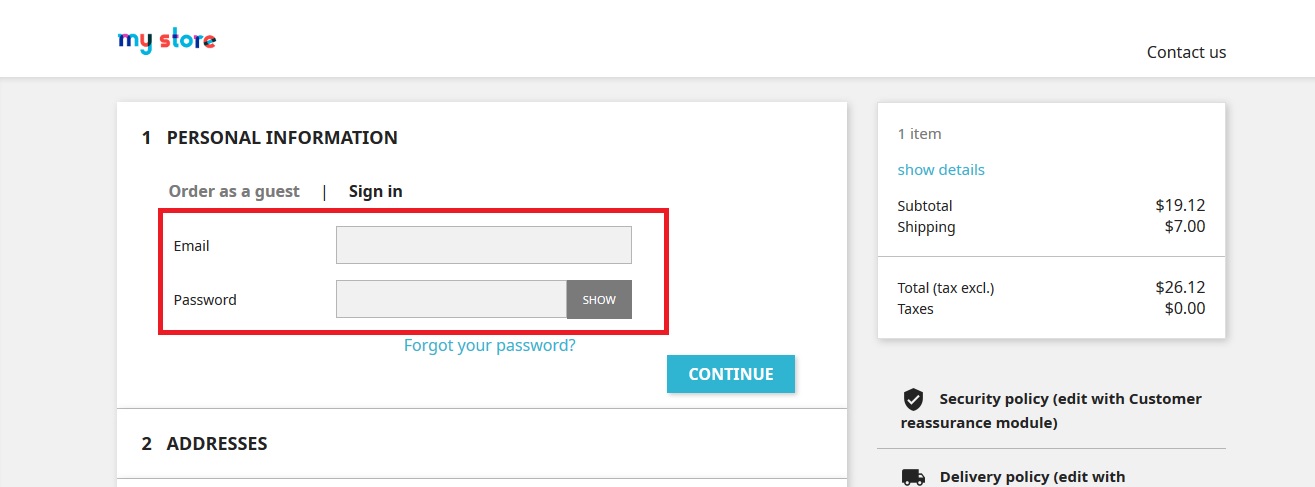 my store
Contact us
1 PERSONAL INFORMATION
Order as a guest | Sign in
Email
Password SHOW
Forgot your password?
CONTINUE
2 ADDRESSES
1 item
show details
Subtotal $19.12
Shipping $7.00
Total (tax excl.) $26.12
Taxes $0.00
Security policy (edit with Customer
reassurance module)
Delivery policy (edit with